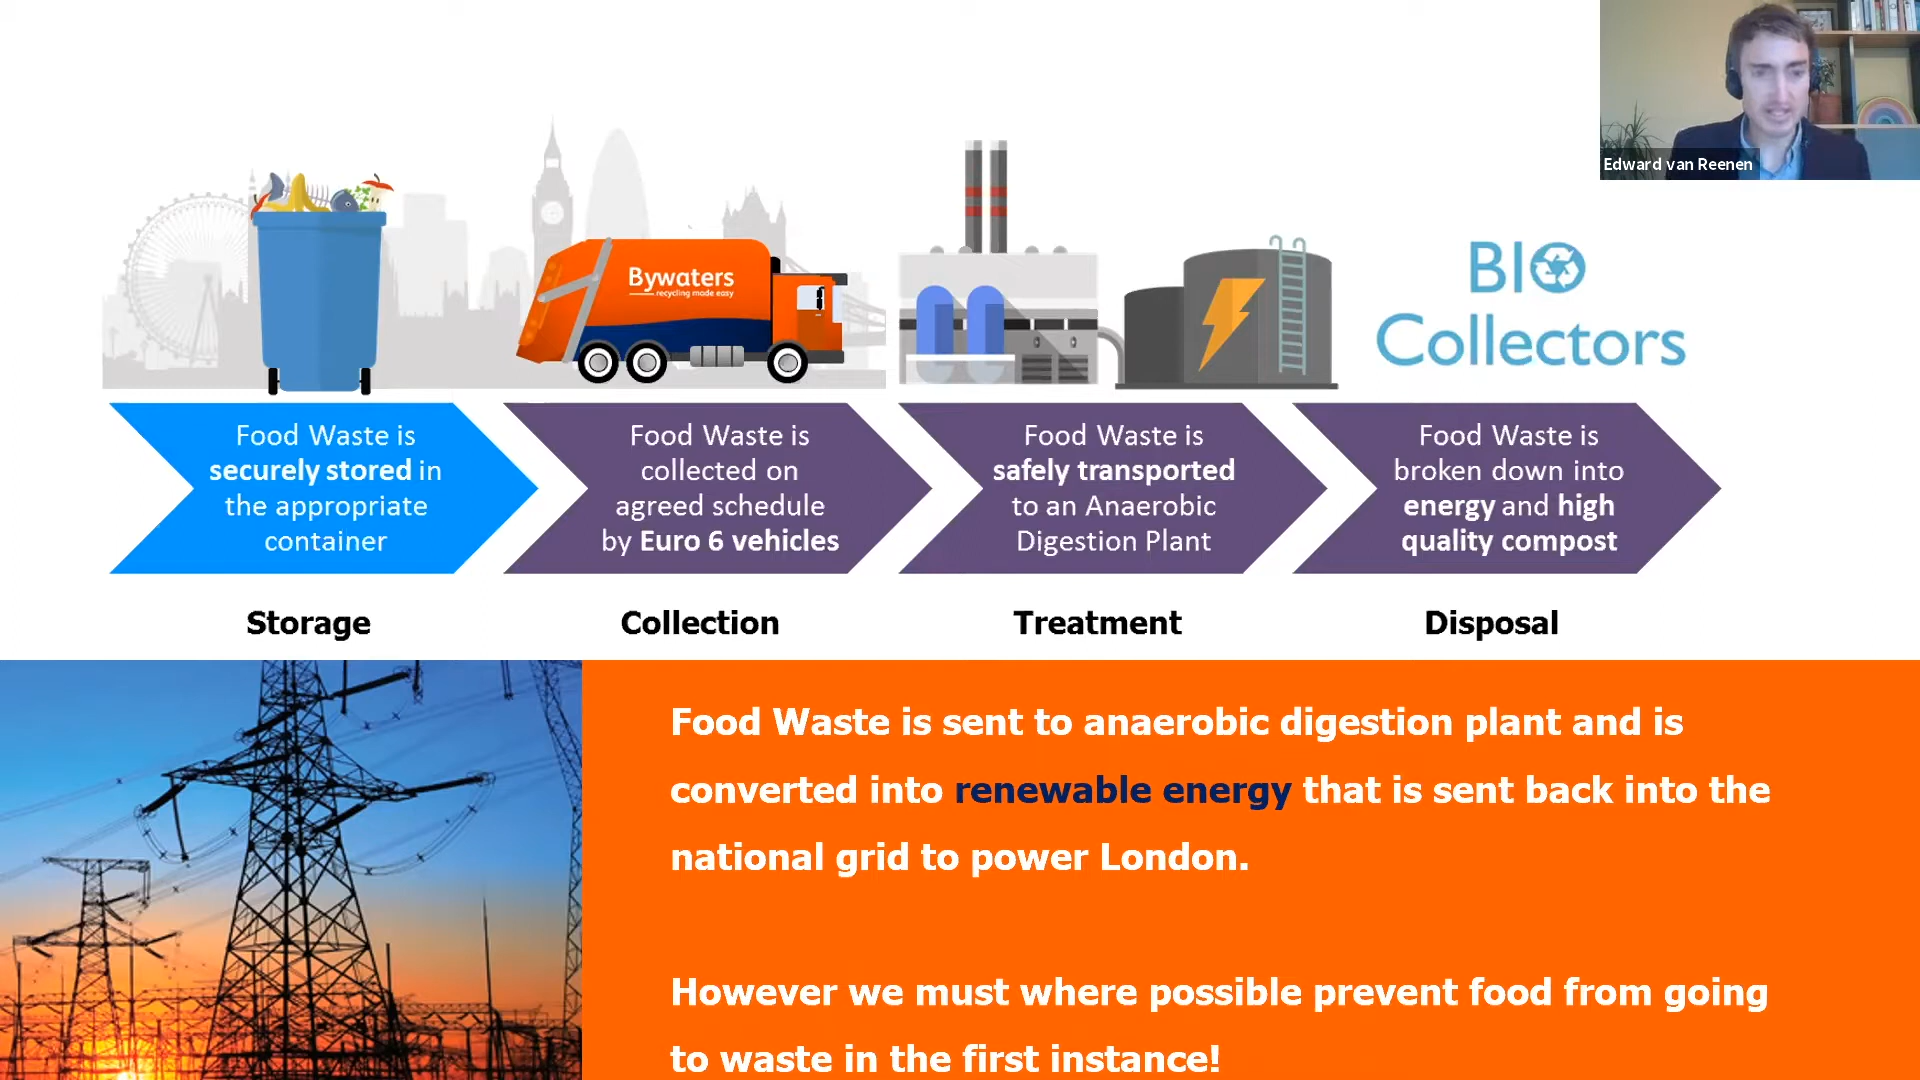 Edward van Reenen
Bywaters
recycling made easy
BIO
Collectors
Food Waste is
securely stored in
the appropriate
container
Food Waste is
collected on
agreed schedule
by Euro 6 vehicles
Food Waste is
safely transported
to an Anaerobic
Digestion Plant
Food Waste is
broken down into
energy and high
quality compost
Storage
Collection
Treatment
Disposal
Food Waste is sent to anaerobic digestion plant and is
converted into renewable energy that is sent back into the
national grid to power London.
However we must where possible prevent food from going
to waste in the first instance!